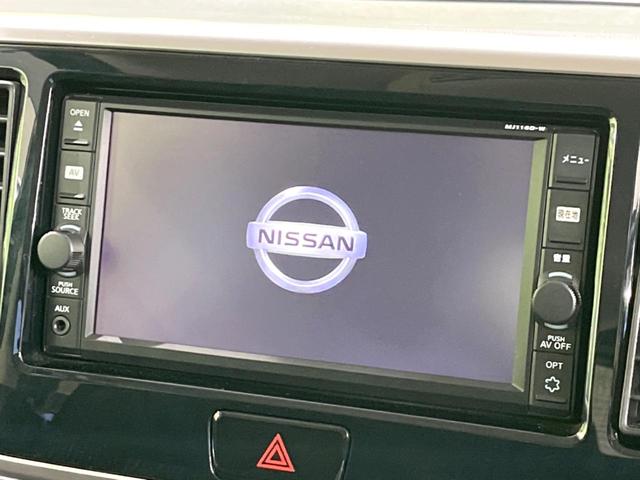 OPEN
AV
TRACK
SEEK
PUSH
SOURCE
AUX
MJ116D-W
NISSAN
メニュー
現在地
音量
PUSH
AV OFF
OPT